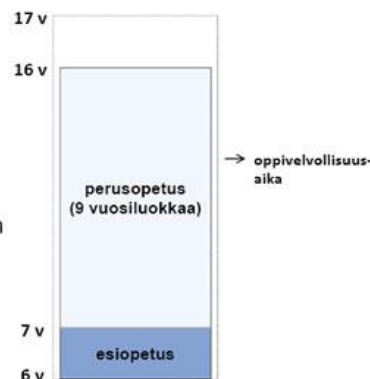 17 v
16 v
→ oppivelvollisuus-
aika
perusopetus
(9 vuosiluokkaa)
7 v
esiopetus
6 v